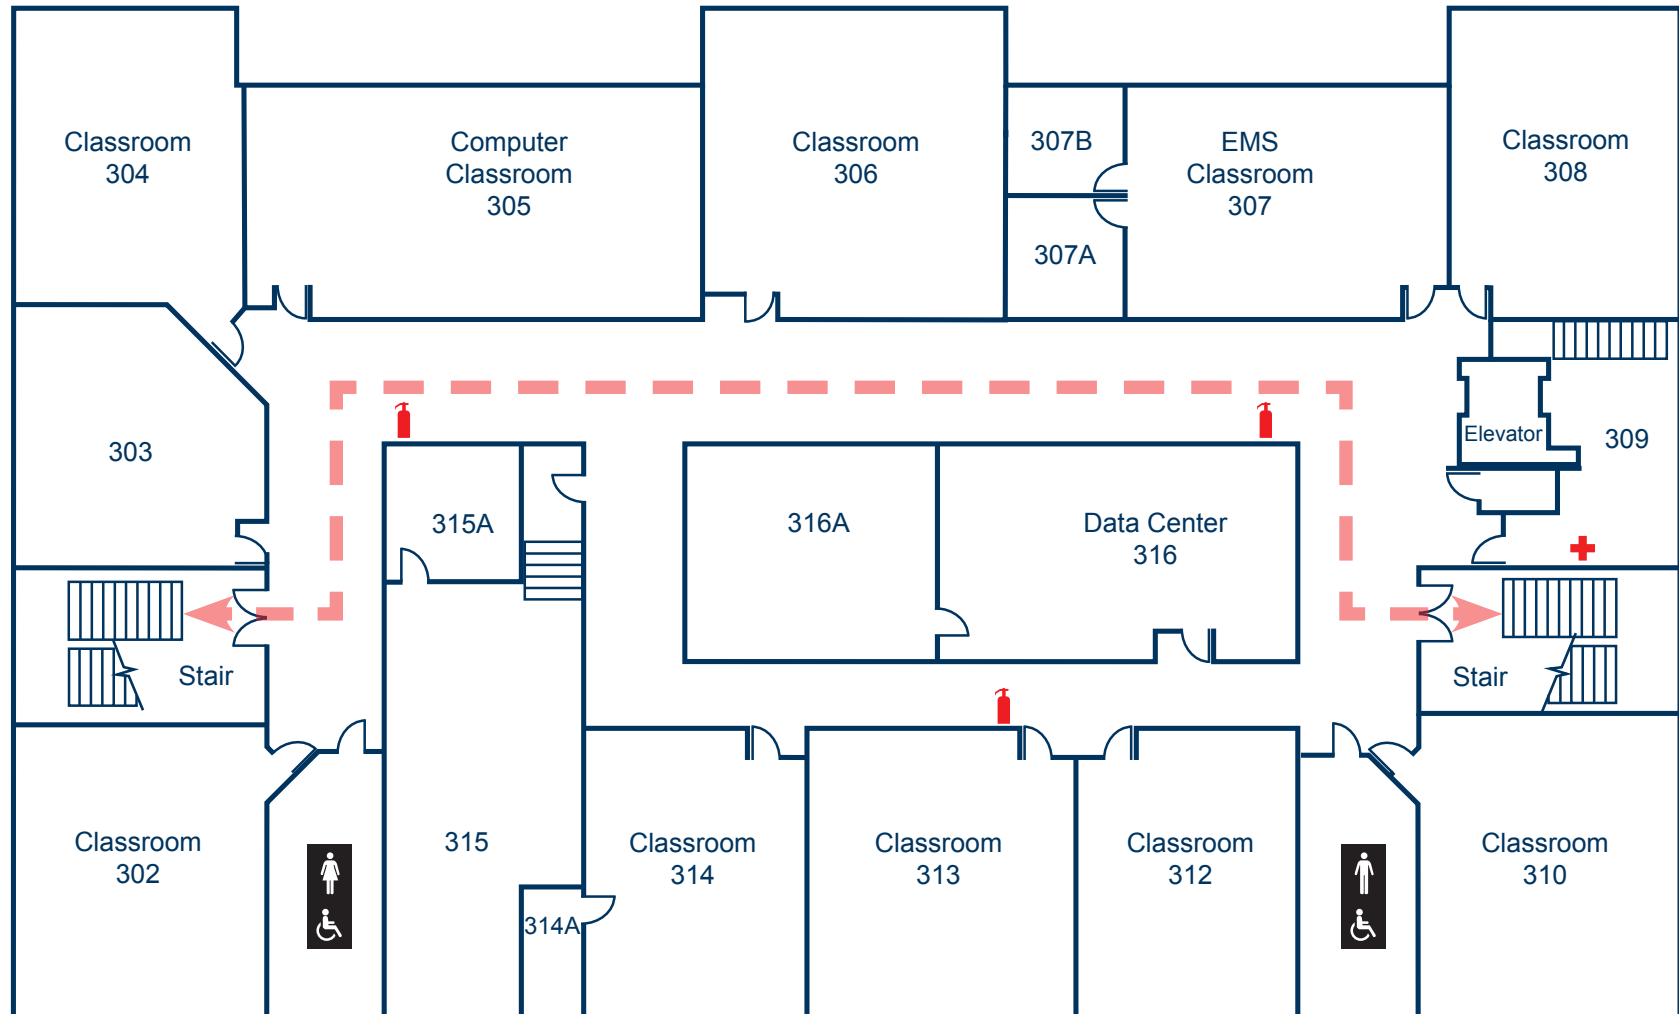 Classroom
304
Computer
Classroom
305
Classroom
306
307B
307A
EMS
Classroom
307
Classroom
308
303
315A
316A
Data Center
316
Elevator
309
Stair
Stair
Classroom
302
315
314A
Classroom
314
Classroom
313
Classroom
312
Classroom
310